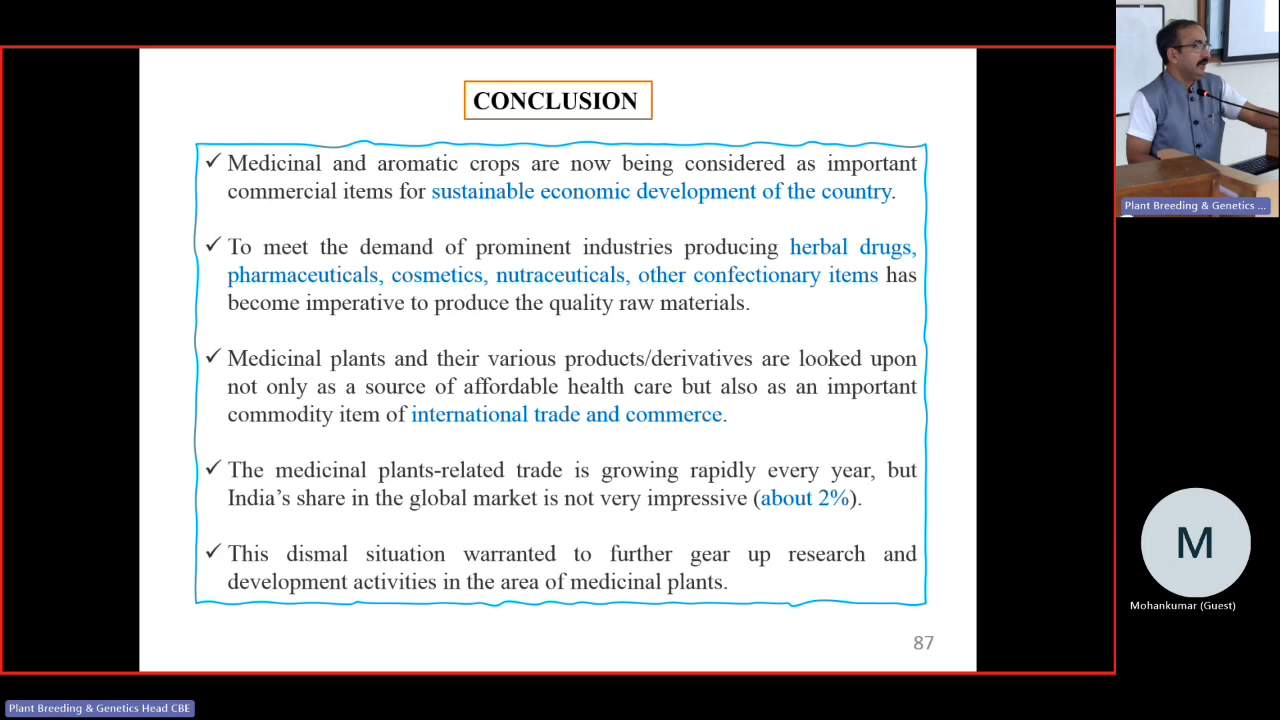 CONCLUSION
✓ Medicinal and aromatic crops are now being considered as important
commercial items for sustainable economic development of the country.
✓ To meet the demand of prominent industries producing herbal drugs,
pharmaceuticals, cosmetics, nutraceuticals, other confectionary items has
become imperative to produce the quality raw materials.
✓ Medicinal plants and their various products/derivatives are looked upon
not only as a source of affordable health care but also as an important
commodity item of international trade and commerce.
✓ The medicinal plants-related trade is growing rapidly every year, but
India’s share in the global market is not very impressive (about 2%).
✓ This dismal situation warranted to further gear up research and
development activities in the area of medicinal plants.
87
Plant Breeding & Genetics ...
M
Mohankumar (Guest)
Plant Breeding & Genetics Head CBE